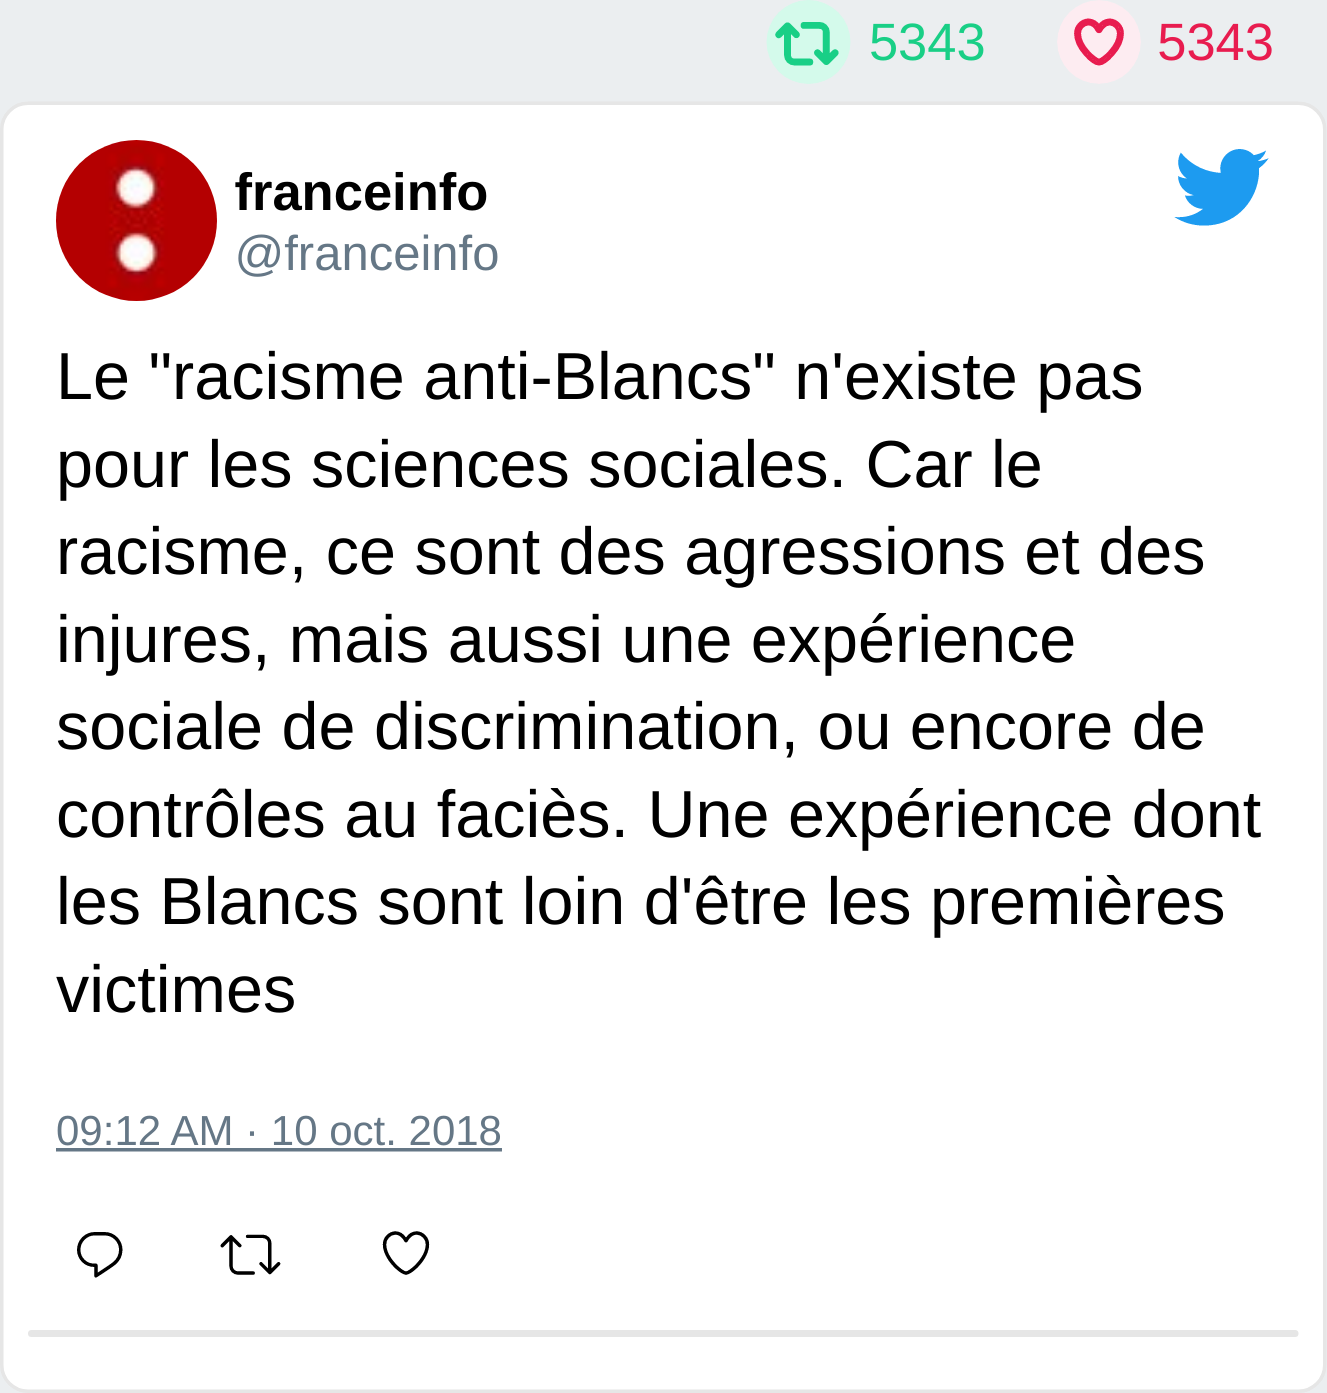 5343 5343
franceinfo
@franceinfo
Le "racisme anti-Blancs" n'existe pas
pour les sciences sociales. Car le
racisme, ce sont des agressions et des
injures, mais aussi une expérience
sociale de discrimination, ou encore de
contrôles au faciès. Une expérience dont
les Blancs sont loin d'être les premières
victimes
09:12 AM · 10 oct. 2018